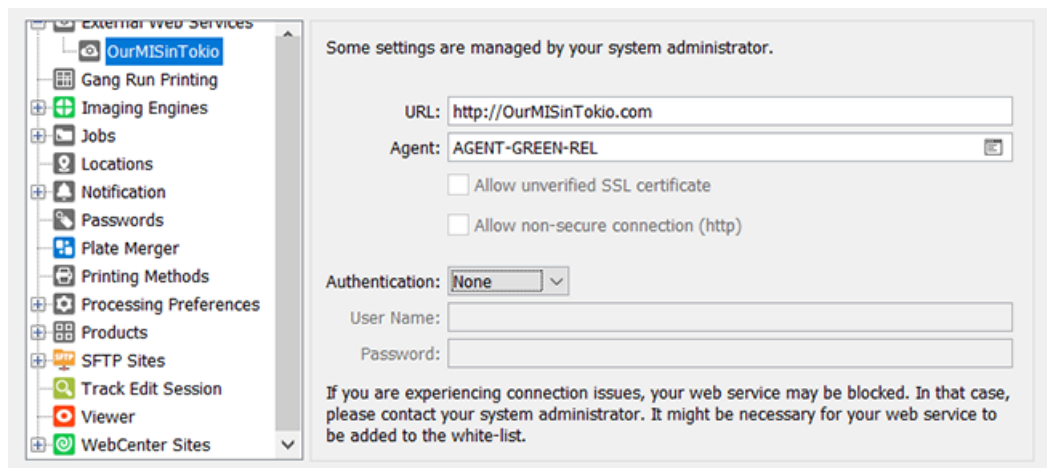 External Web Services
OurMISinTokio
Gang Run Printing
Imaging Engines
Jobs
Locations
Notification
Passwords
Plate Merger
Printing Methods
Processing Preferences
Products
SFTP Sites
Track Edit Session
Viewer
WebCenter Sites
Some settings are managed by your system administrator.
URL: http://OurMISinTokio.com
Agent: AGENT-GREEN-REL
Allow unverified SSL certificate
Allow non-secure connection (http)
Authentication: None
User Name:
Password:
If you are experiencing connection issues, your web service may be blocked. In that case,
please contact your system administrator. It might be necessary for your web service to
be added to the white-list.